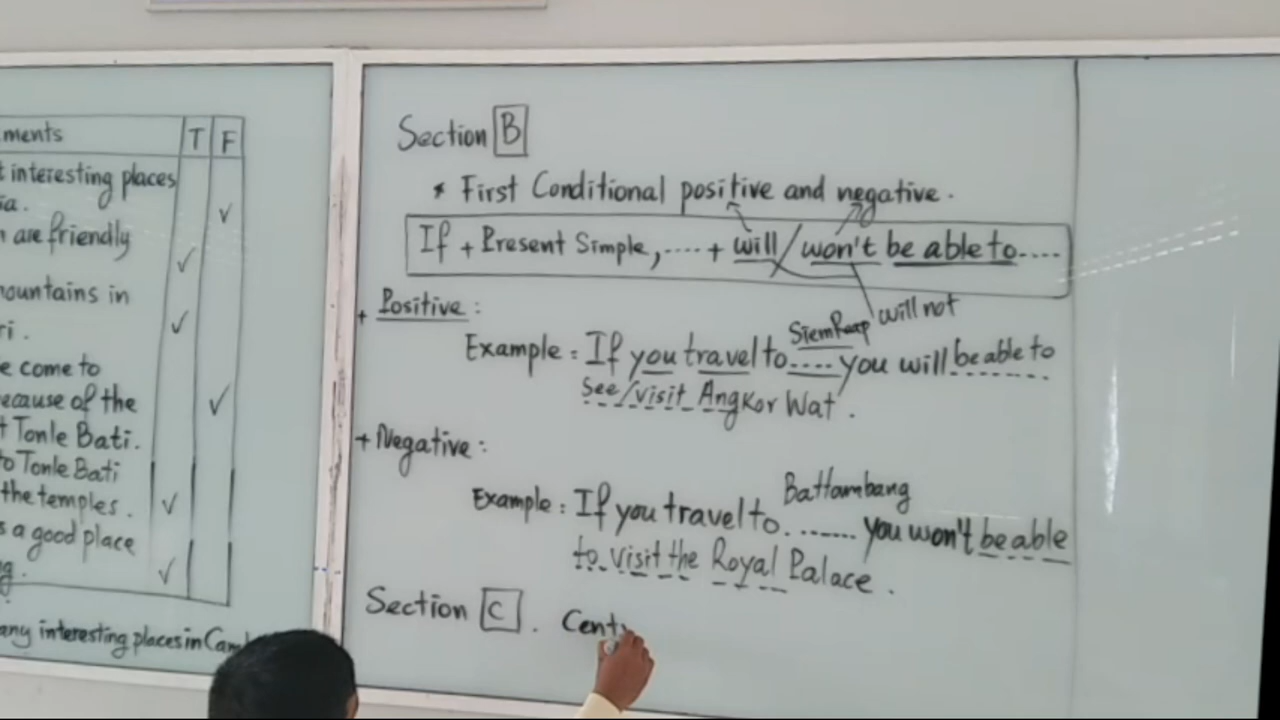 ments T F
t interesting places
ia.
are friendly
mountains in
ri.
e come to
ecause of the
t Tonle Bati.
to Tonle Bati
the temples.
s a good place
g.
any interesting places in Cam
Section B
* First Conditional positive and negative.
If + Present Simple, .... + will / won't be able to....
will not
+ Positive:
Siem Reap
Example: If you travel to .... you will be able to
see/visit Angkor Wat.
+ Negative:
Battambang
Example: If you travel to ....... you won't be able
to visit the Royal Palace.
Section C. Cent